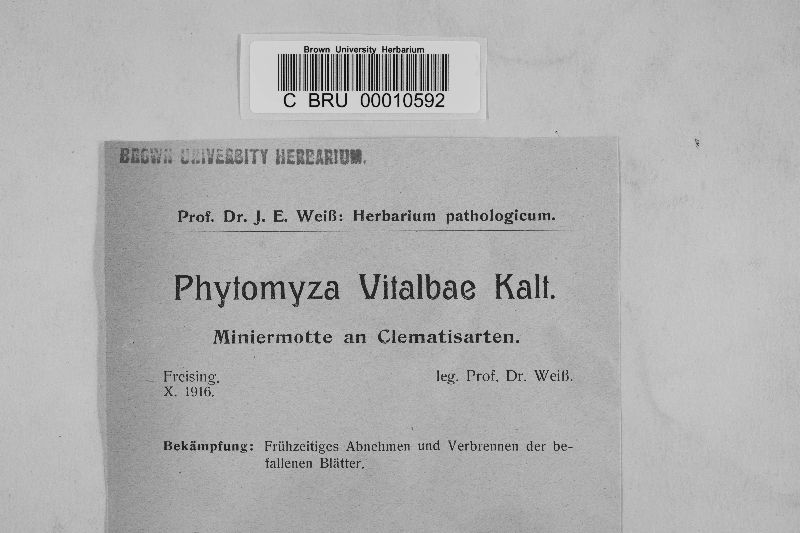 Brown University Herbarium
C BRU 00010592
BROWN UNIVERSITY HERBARIUM.
Prof. Dr. J. E. Weiß: Herbarium pathologicum.
Phytomyza Vitalbae Kalt.
Miniermotte an Clematisarten.
Freising. leg. Prof. Dr. Weiß.
X. 1916.
Bekämpfung: Frühzeitiges Abnehmen und Verbrennen der be-
fallenen Blätter.